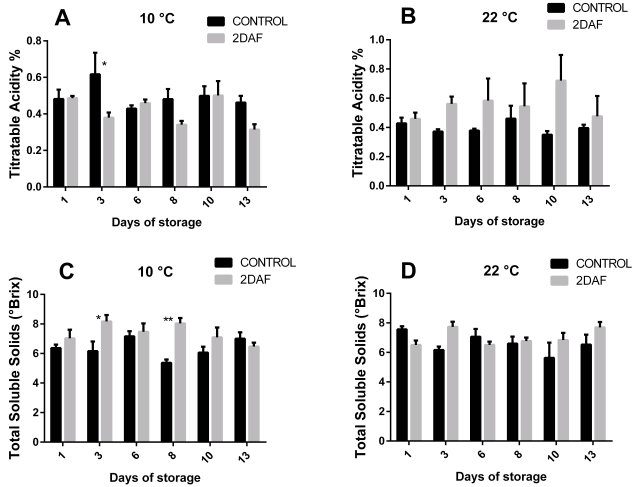 A
10 °C
CONTROL
2DAF
Titratable Acidity %
0.8
0.6
0.4
0.2
0.0
*
1 3 6 8 10 13
Days of storage
B
22 °C
CONTROL
2DAF
Titratable Acidity %
1.0
0.8
0.6
0.4
0.2
0.0
1 3 6 8 10 13
Days of storage
C
10 °C
CONTROL
2DAF
Total Soluble Solids (°Brix)
10
8
6
4
2
0
* **
1 3 6 8 10 13
Days of storage
D
22 °C
CONTROL
2DAF
Total Soluble Solids (°Brix)
10
8
6
4
2
0
1 3 6 8 10 13
Days of storage